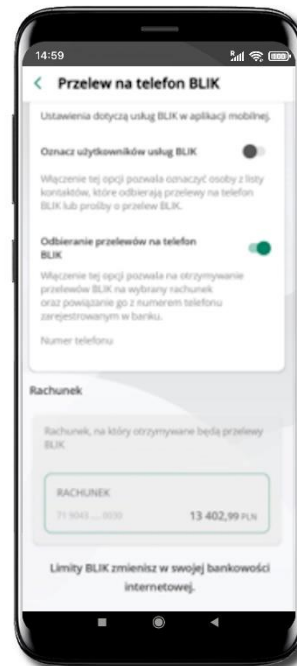 14:59
Przelew na telefon BLIK
Ustawienia dotyczą usług BLIK w aplikacji mobilnej.
Oznacz użytkowników usług BLIK
Włączenie tej opcji pozwala oznaczyć osoby z listy
kontaktów, które odbierają przelewy na telefon
BLIK lub prośby o przelew BLIK.
Odbieranie przelewów na telefon
BLIK
Włączenie tej opcji pozwala na otrzymywanie
przelewów BLIK na wybrany rachunek
oraz powiązanie go z numerem telefonu
zarejestrowanym w banku.
Numer telefonu
Rachunek
Rachunek, na który otrzymywane będą przelewy
BLIK
RACHUNEK
13 402,99 PLN
Limity BLIK zmienisz w swojej bankowości
internetowej.